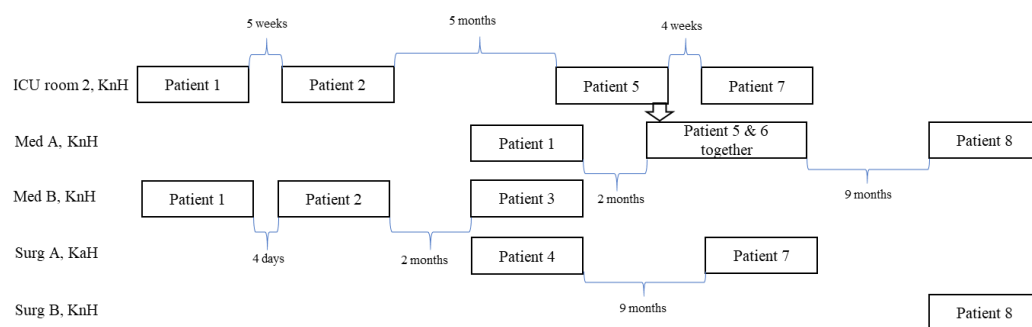 5 weeks
5 months
4 weeks
ICU room 2, KnH
Patient 1
Patient 2
Patient 5
Patient 7
Med A, KnH
Patient 1
Patient 5 & 6
together
Patient 8
2 months
9 months
Med B, KnH
Patient 1
Patient 2
Patient 3
4 days
2 months
Surg A, KaH
Patient 4
Patient 7
9 months
Surg B, KnH
Patient 8